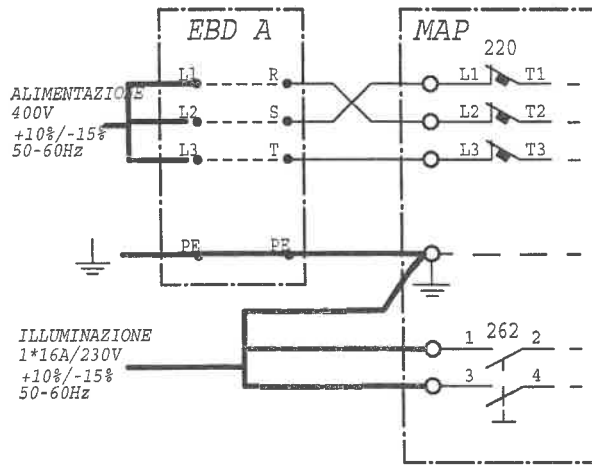 EBD A
MAP
220
L1 R L1 T1
ALIMENTAZIONE
400V
L2 S L2 T2
+10%/-15%
50-60Hz
L3 T L3 T3
PE PE
ILLUMINAZIONE
1*16A/230V
+10%/-15%
50-60Hz
1 262 2
3 4